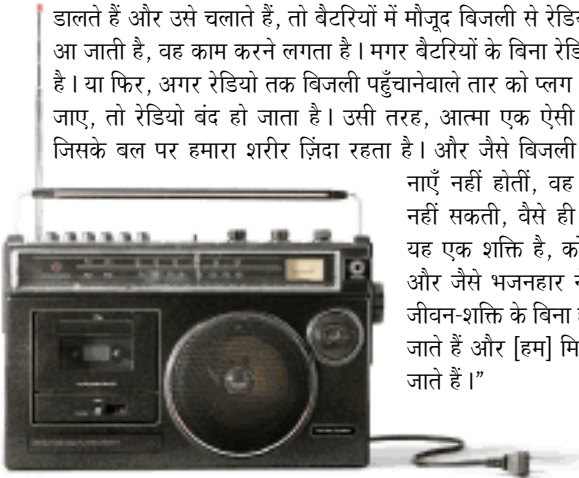 डालते हैं और उसे चलाते हैं, तो बैटरियों में मौजूद बिजली से
आ जाती है, वह काम करने लगता है। मगर बैटरियों के बिना
है। या फिर, अगर रेडियो तक बिजली पहुँचानेवाले तार को प्लग
जाए, तो रेडियो बंद हो जाता है। उसी तरह, आत्मा एक ऐसी
जिसके बल पर हमारा शरीर ज़िंदा रहता है। और जैसे बिजली
नाएँ नहीं होतीं, वह
नहीं सकती, वैसे ही
यह एक शक्ति है,
और जैसे भजनहार
जीवन-शक्ति के बिना
जाते हैं और [हम]
जाते हैं।”